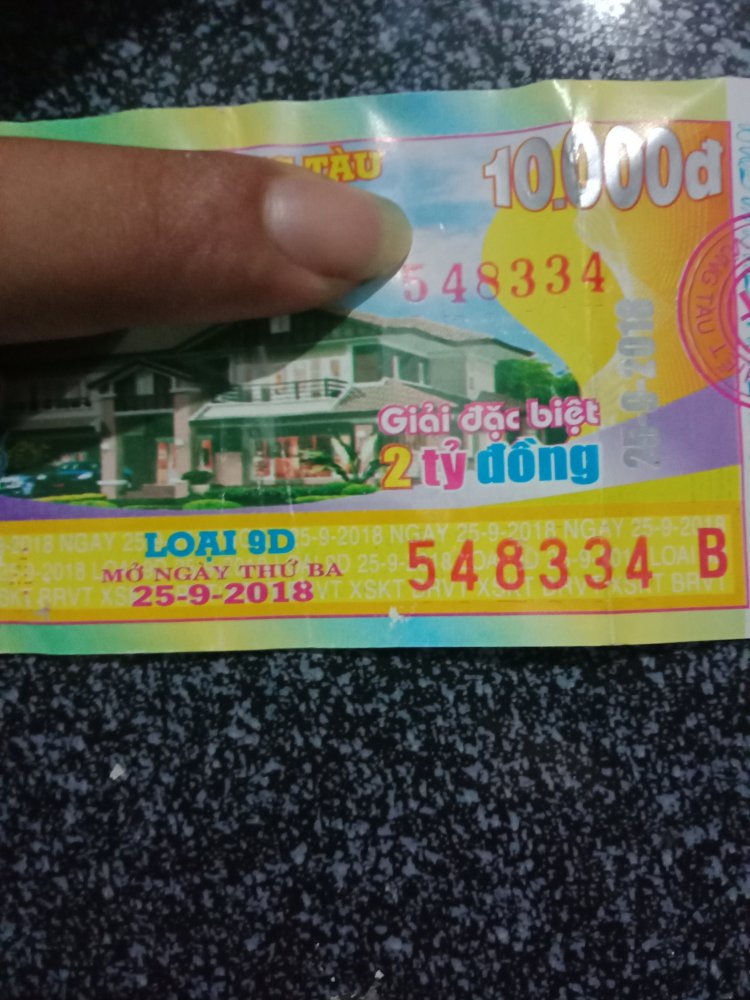 TÀU
10.000đ
548334
25-9-2018
Giải đặc biệt
2 tỷ đồng
LOẠI 9D
MỞ NGÀY THỨ BA
25-9-2018
548334 B